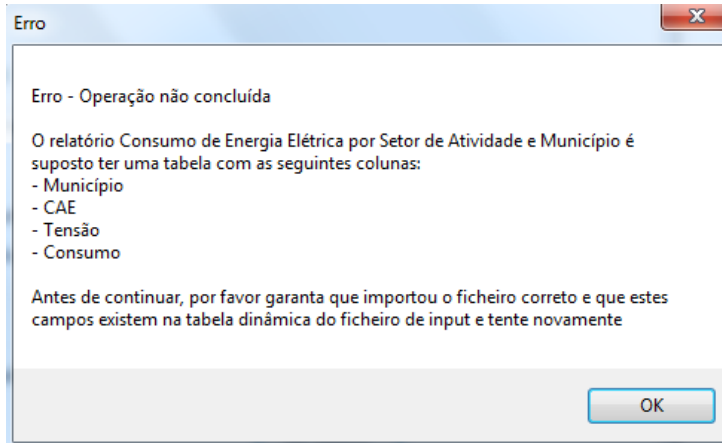 Erro
Erro - Operação não concluída
O relatório Consumo de Energia Elétrica por Setor de Atividade e Município é
suposto ter uma tabela com as seguintes colunas:
- Município
- CAE
- Tensão
- Consumo
Antes de continuar, por favor garanta que importou o ficheiro correto e que estes
campos existem na tabela dinâmica do ficheiro de input e tente novamente
OK